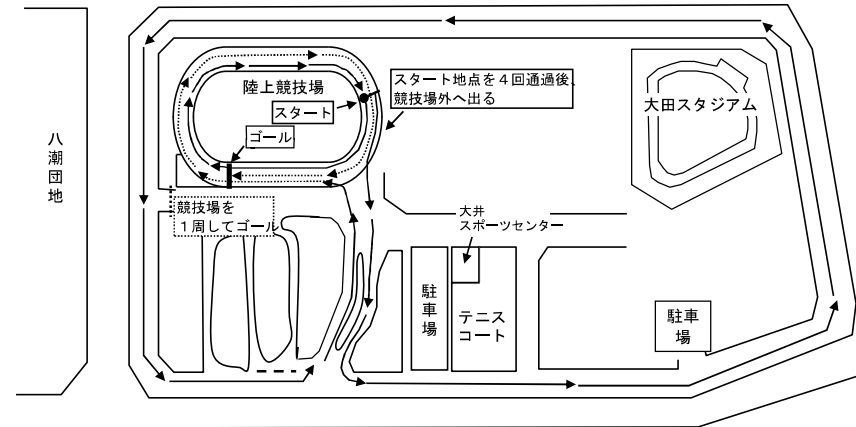 陸上競技場
スタート
ゴール
スタート地点を４回通過後、
競技場外へ出る
大田スタジアム
八潮団地
競技場を
１周してゴール
大井
スポーツセンター
駐車場
テニス
コート
駐車
場